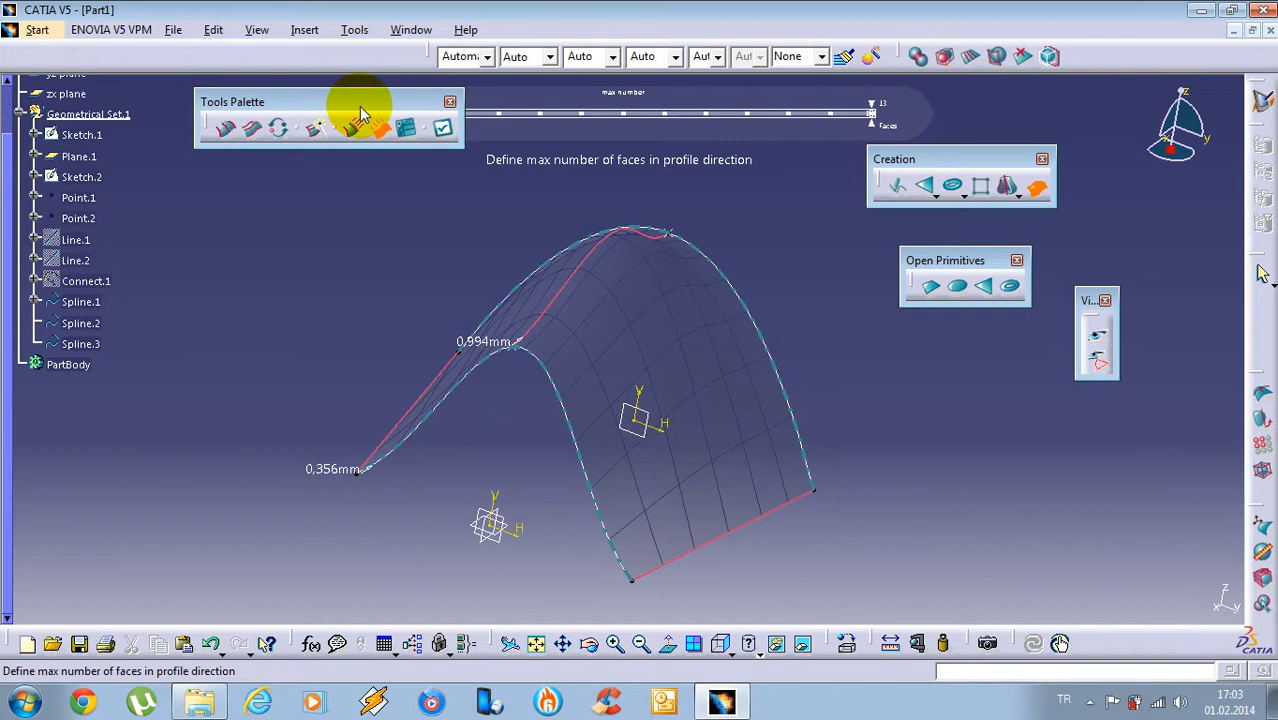 CATIA V5 - [Part1]
Start ENOVIA V5 VPM File Edit View Insert Tools Window Help
Autom Auto Auto Auto Aut Aut None
zx plane
Geometrical Set.1
Sketch.1
Plane.1
Sketch.2
Point.1
Point.2
Line.1
Line.2
Connect.1
Spline.1
Spline.2
Spline.3
PartBody
Tools Palette
max number
13
Faces
Define max number of faces in profile direction
Creation
Open Primitives
Vi...
0,994mm
0,356mm
V
H
V
H
z
x
y
z
x
y
Define max number of faces in profile direction
CATIA
TR
17:03
01.02.2014